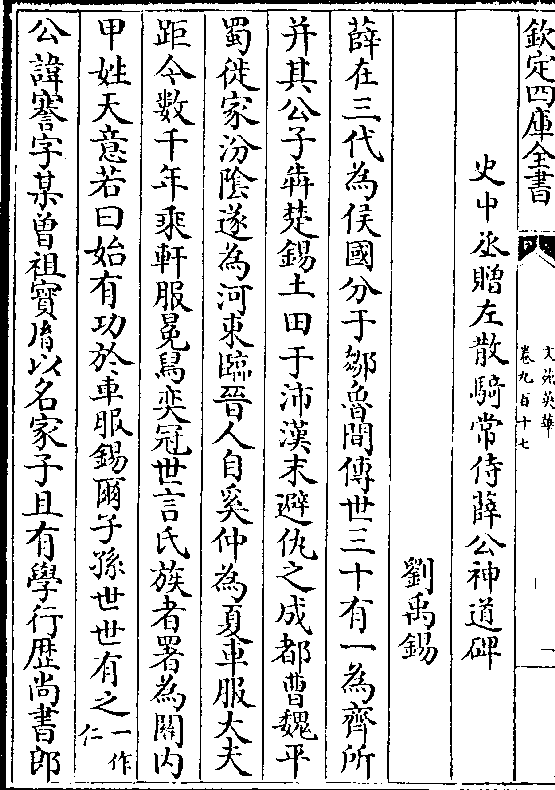 欽定四庫全書
文苑英華
卷九百十七
一
史中丞贈左散騎常侍薛公神道碑
劉禹錫
薛在三代為侯國分于鄒魯間傳世三十有一為齊所
并其公子犇楚錫土田于沛漢末避仇之成都曹魏平
蜀徙家汾隂遂為河東臨晉人自奚仲為夏車服大夫
距今數千年乘軒服冕舄奕冠世言氏族者署為關内
甲姓天意若曰始有功於車服錫爾子孫世世有之一作仁
公諱謇字某曾祖寶𦙍以名家子且有學行歴尚書郎